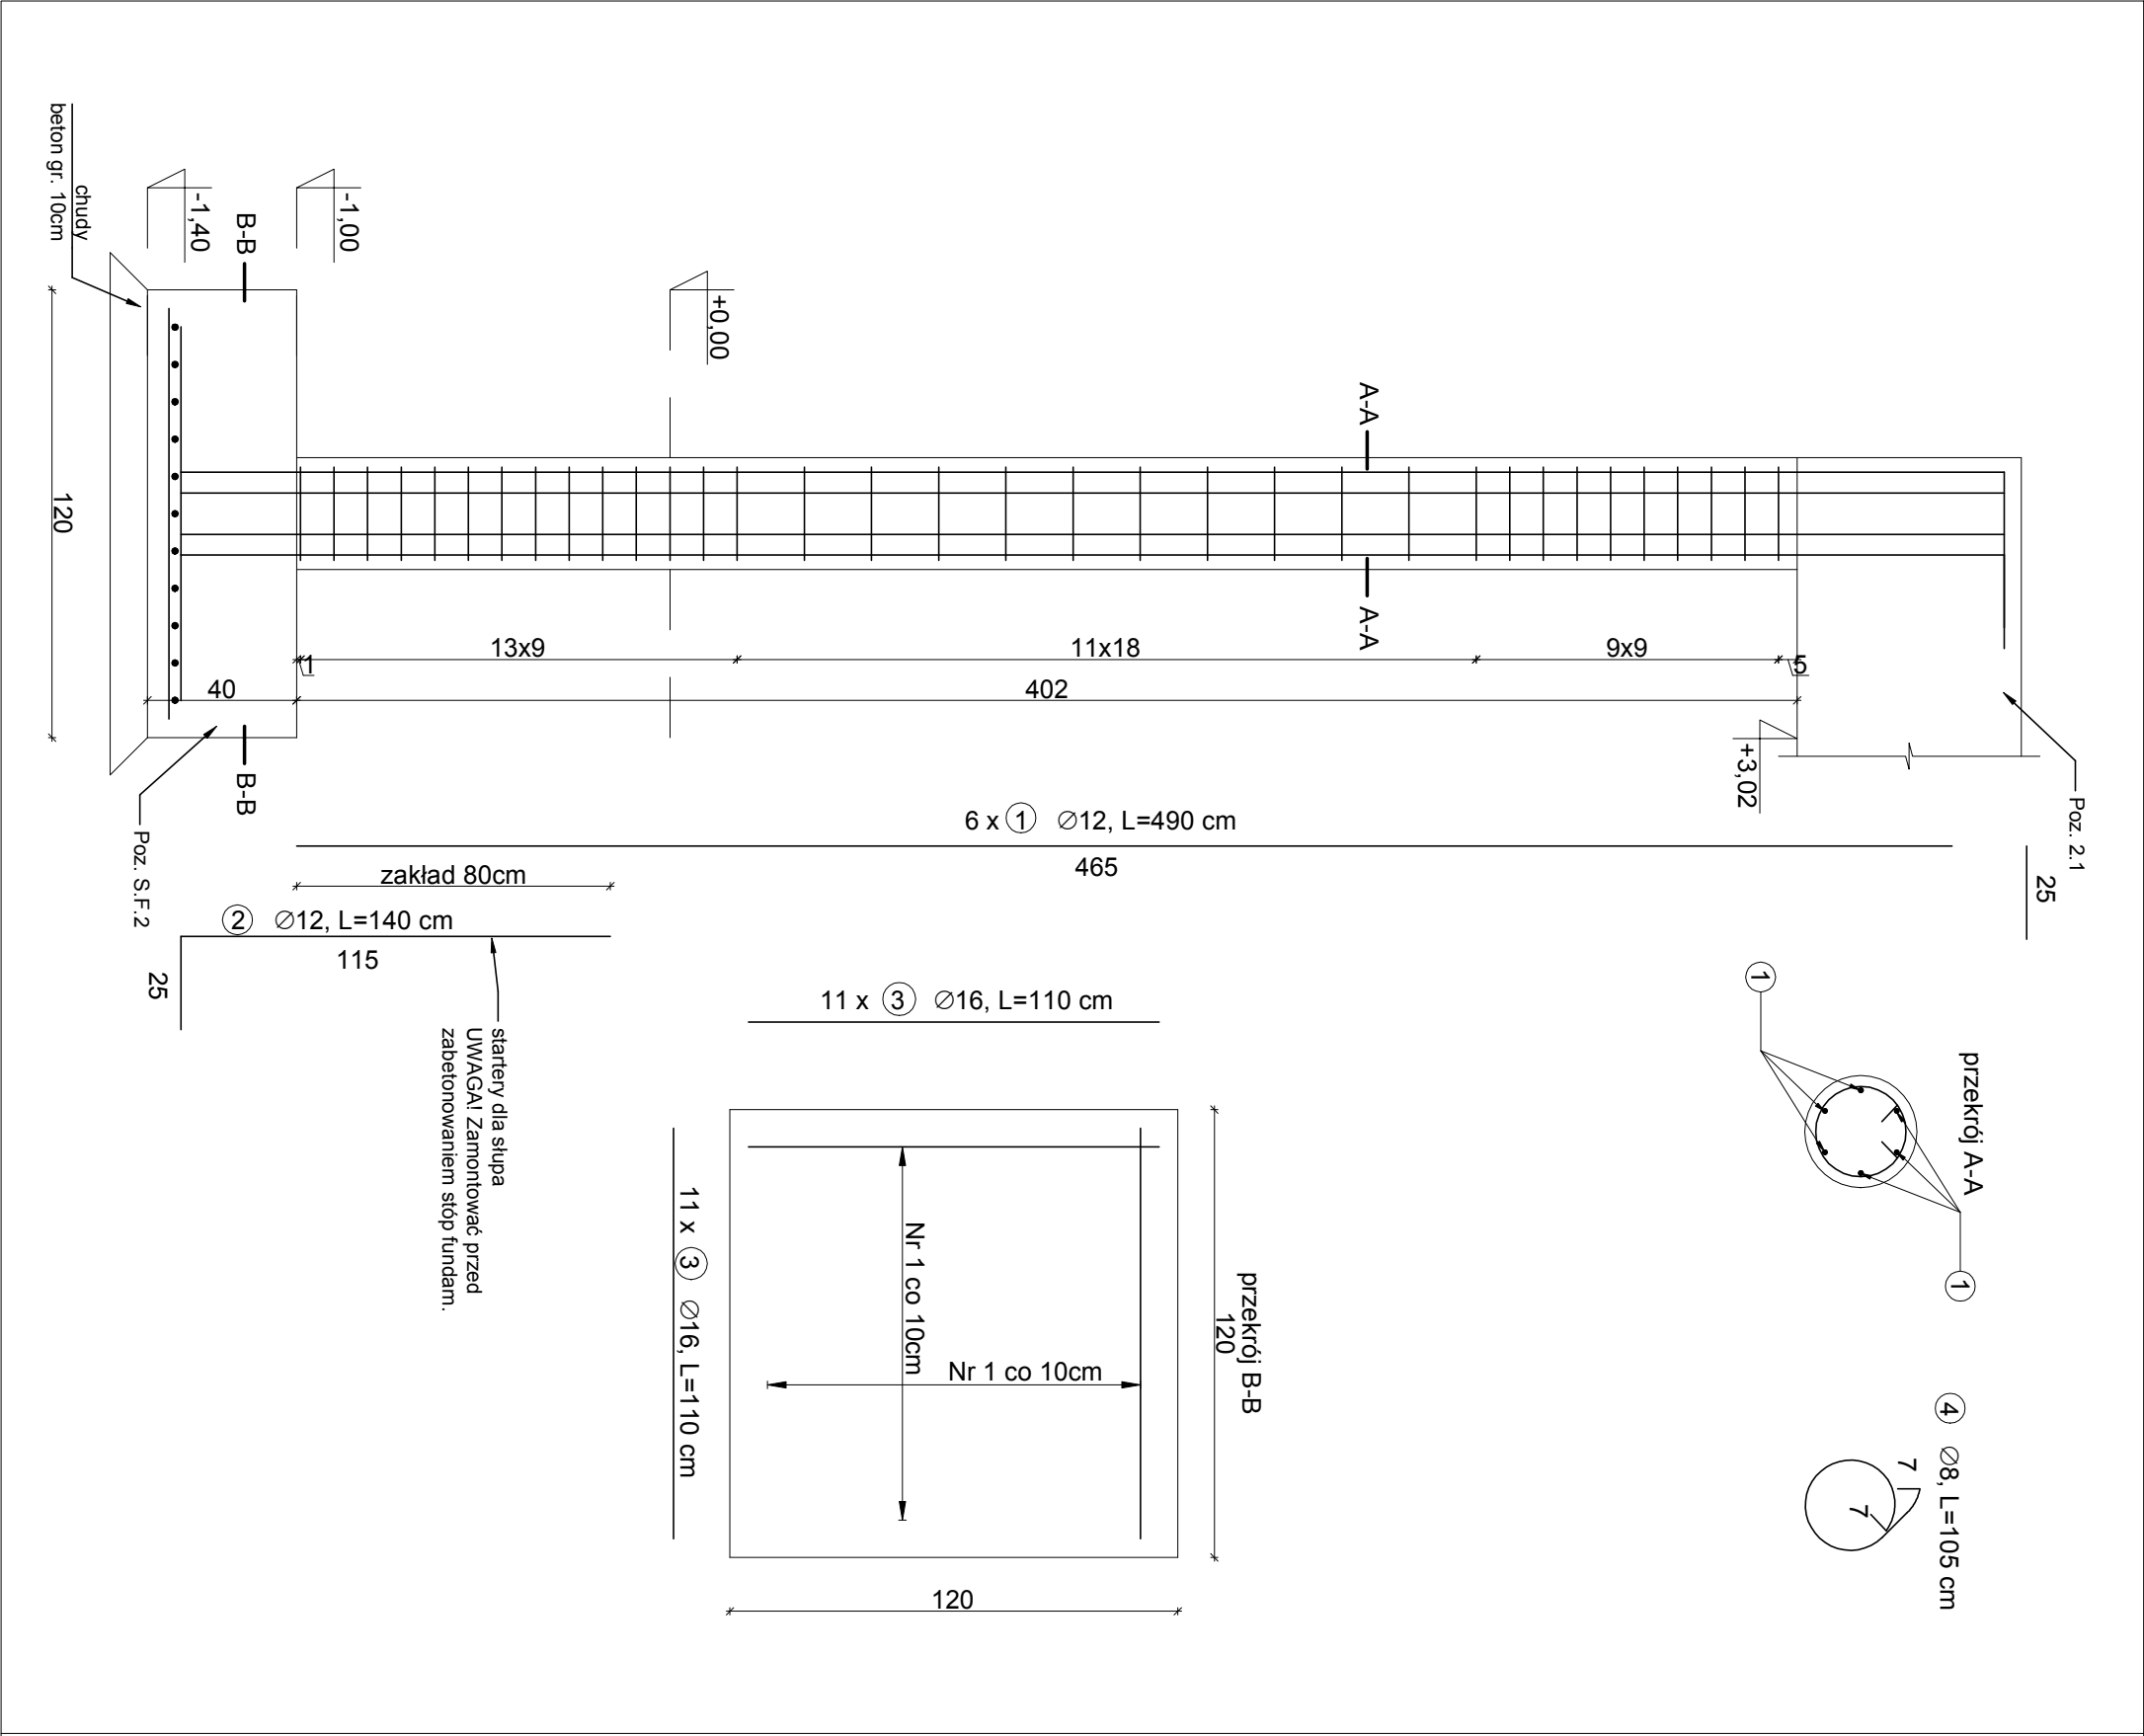 chudy
beton gr. 10cm
-1,40
-1,00
+0,00
B-B
A-A
120
13x9
11x18
9x9
1
5
A-A
40
402
B-B
+3,02
Poz. S.F.2
Poz. 2.1
6 x 1 ∅12, L=490 cm
465
25
zakład 80cm
2 ∅12, L=140 cm
115
25
startery dla słupa
UWAGA! Zamontować przed
zabetonowaniem stóp fundam.
11 x 3 ∅16, L=110 cm
11 x 3 ∅16, L=110 cm
Nr 1 co 10cm
Nr 1 co 10cm
przekrój B-B
120
120
1
przekrój A-A
1
4 ∅8, L=105 cm
7
7